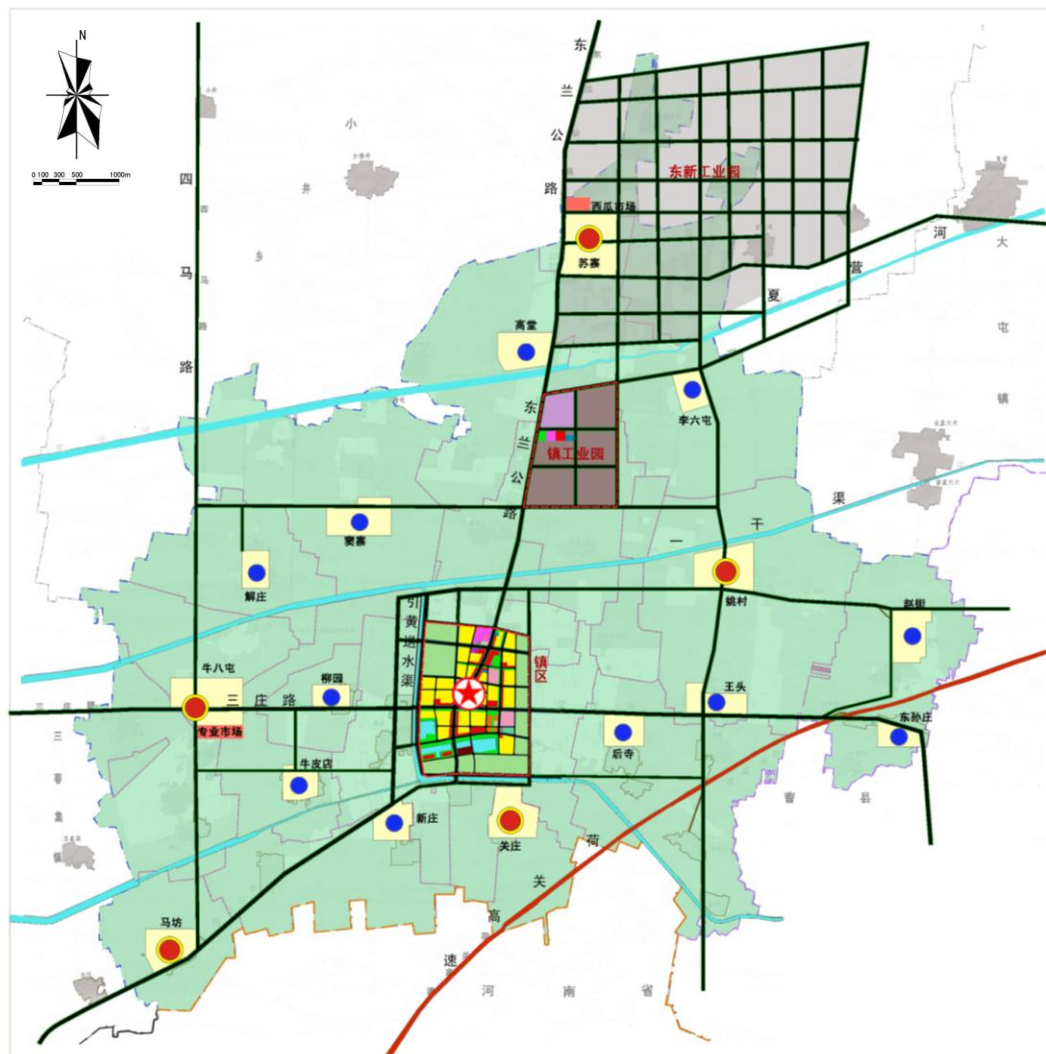 N
0 100 300 500 1000m
东兰公路
小井乡
四马路
东新工业园
西瓜市场
苏寨
河
营
夏
大屯镇
高堂
李六屯
东兰公路
镇工业园
渠
干
一
窦寨
解庄
姚村
赵街
引黄送水渠
镇区
牛八屯
柳园
三庄路
王头
专业市场
后寺
东孙庄
牛皮店
曹县
新庄
关庄
荷
关
高
速
马坊
河南省